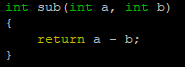 int sub(int a, int b)
{
    return a - b;
}